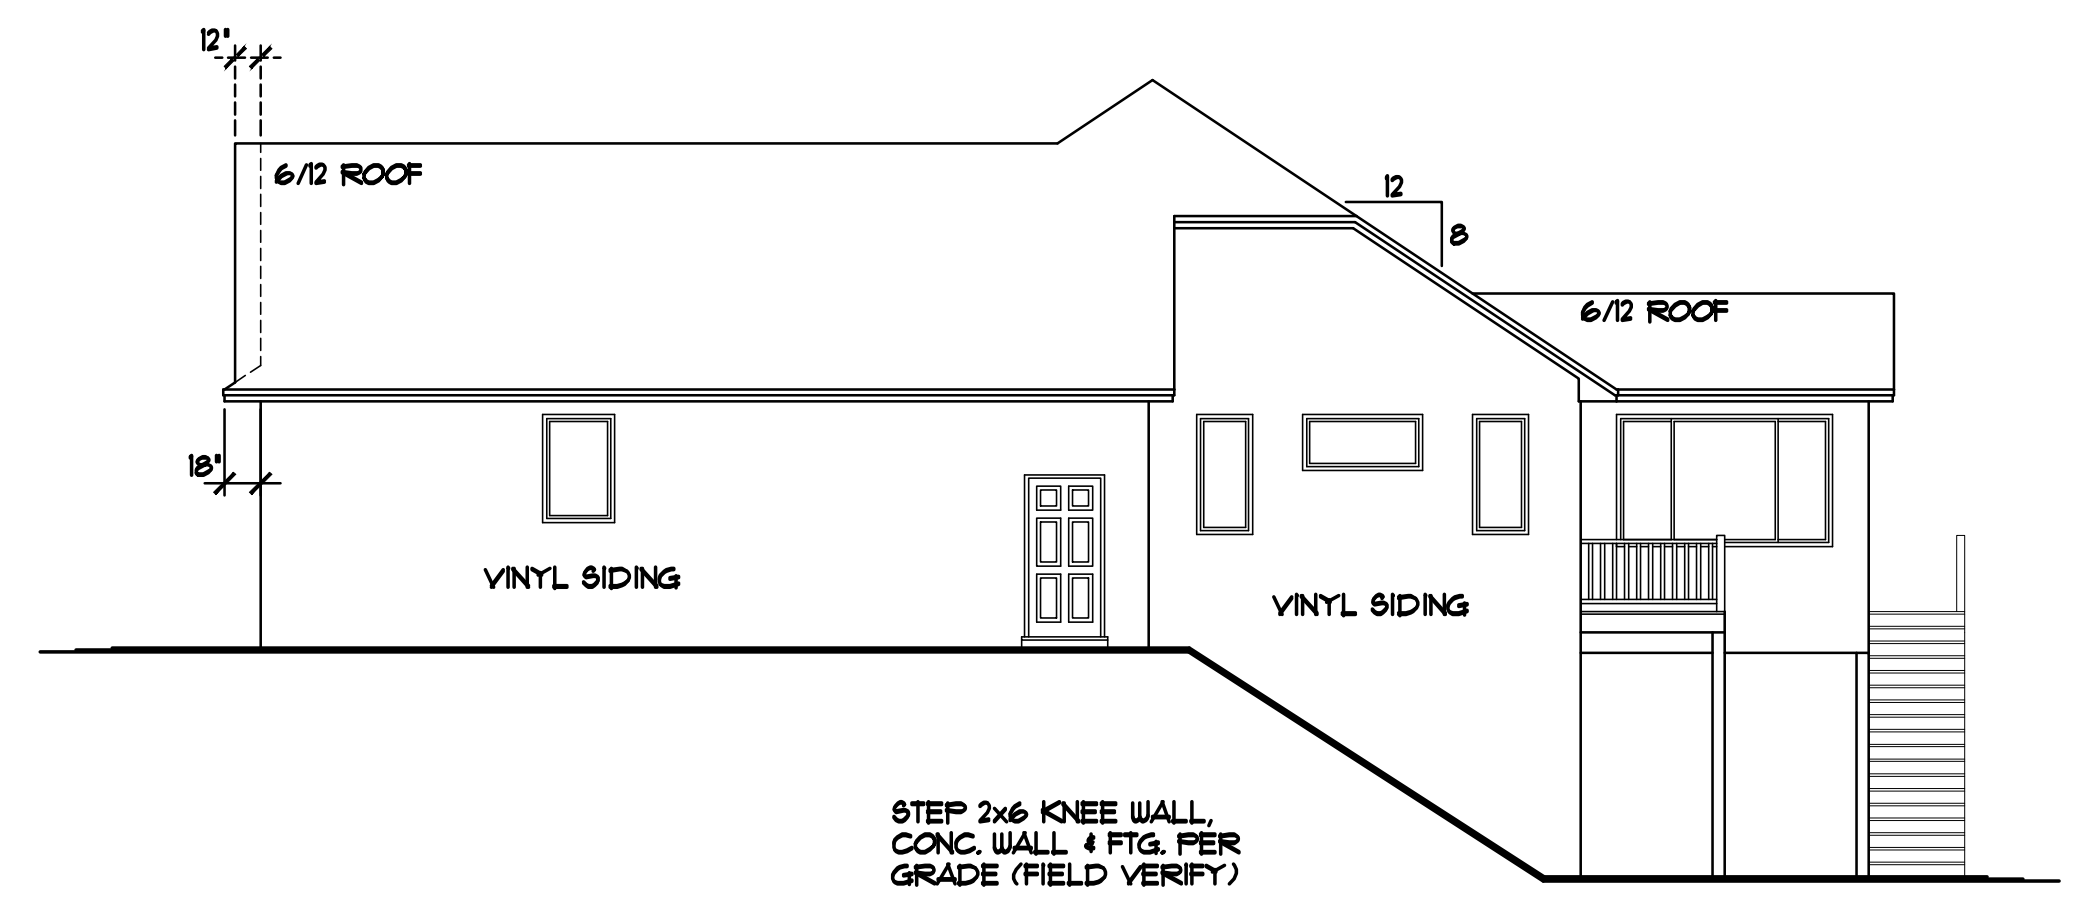 12"
6/12 ROOF
12
8
6/12 ROOF
18"
VINYL SIDING
VINYL SIDING
STEP 2x6 KNEE WALL,
CONC. WALL & FTG. PER
GRADE (FIELD VERIFY)